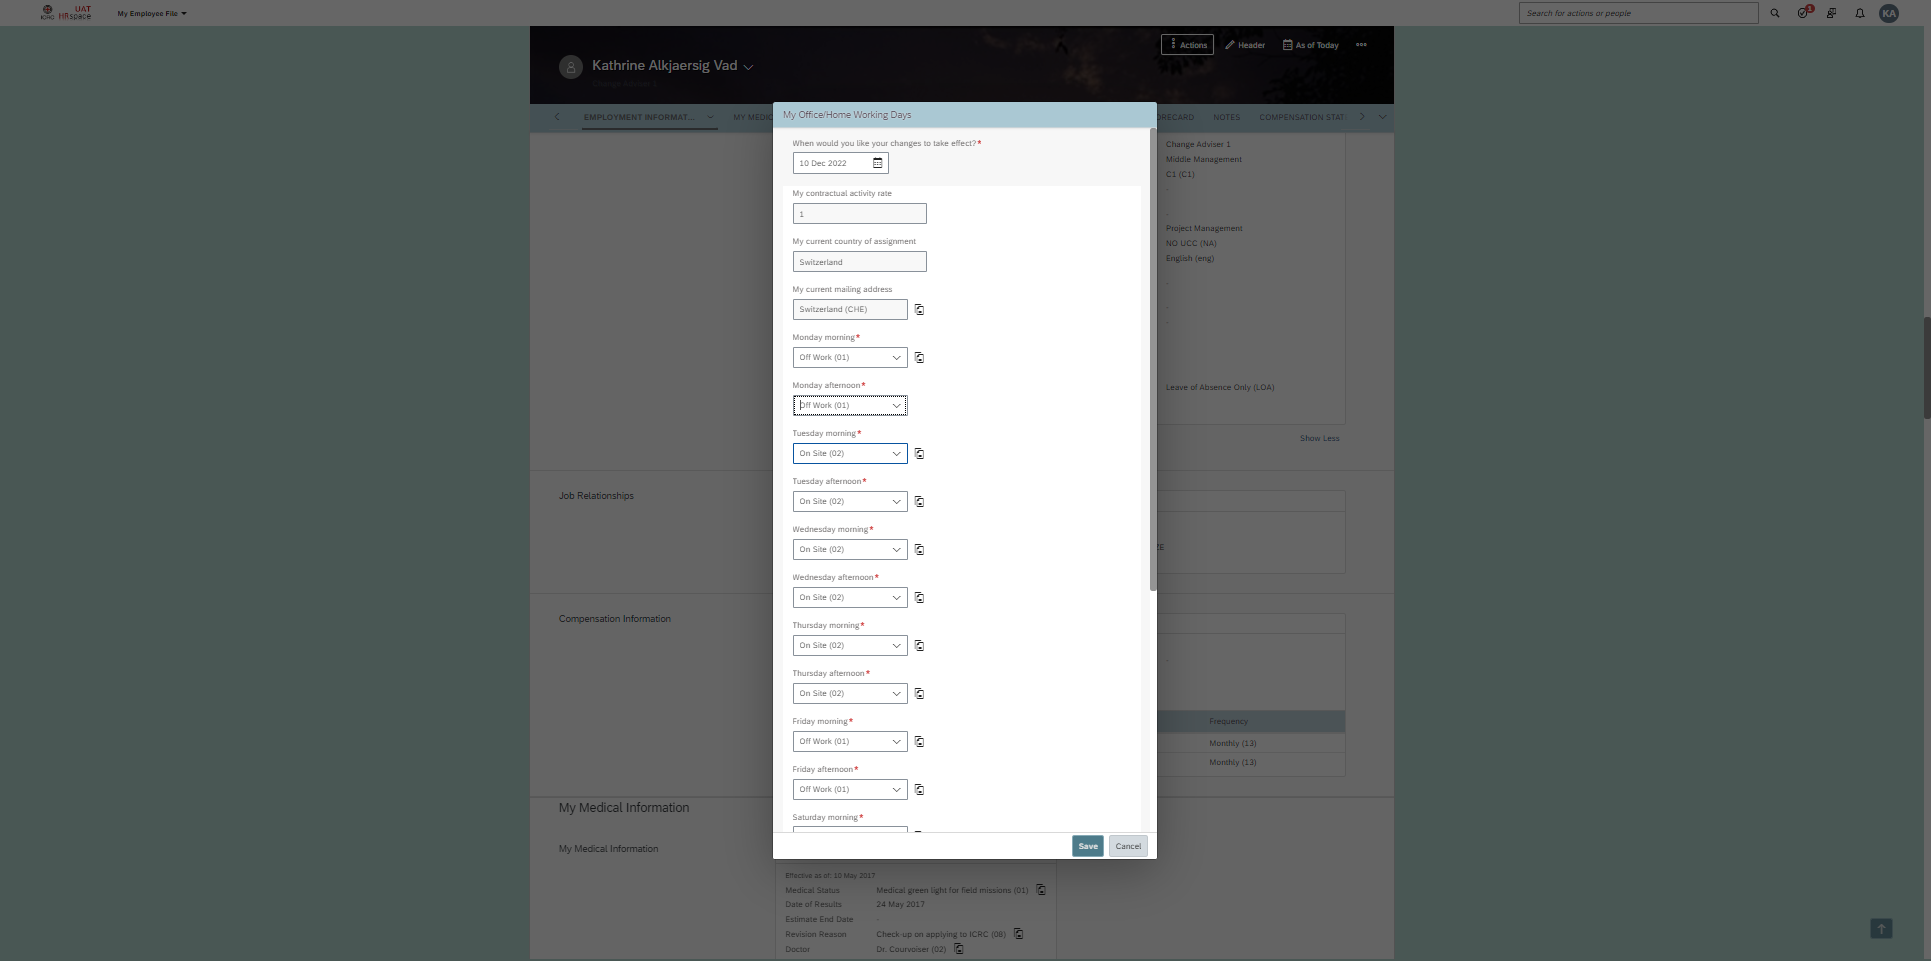 ICRC
UAT
HRspace
My Employee File
Search for actions or people
1
KA
Actions
Header
As of Today
Kathrine Alkjaersig Vad
Change Adviser 1
EMPLOYMENT INFORMAT...
MY MEDIC
ORECARD
NOTES
COMPENSATION STAT
My Office/Home Working Days
When would you like your changes to take effect?*
10 Dec 2022
My contractual activity rate
1
My current country of assignment
Switzerland
My current mailing address
Switzerland (CHE)
Monday morning*
Off Work (01)
Monday afternoon*
Off Work (01)
Tuesday morning*
On Site (02)
Tuesday afternoon*
On Site (02)
Wednesday morning*
On Site (02)
Wednesday afternoon*
On Site (02)
Thursday morning*
On Site (02)
Thursday afternoon*
On Site (02)
Friday morning*
Off Work (01)
Friday afternoon*
Off Work (01)
Saturday morning*
Save
Cancel
Change Adviser 1
Middle Management
C1 (C1)
-
-
Project Management
NO UCC (NA)
English (eng)
-
-
-
Leave of Absence Only (LOA)
Show Less
Job Relationships
ZE
Compensation Information
-
Frequency
Monthly (13)
Monthly (13)
My Medical Information
My Medical Information
Effective as of: 10 May 2017
Medical Status Medical green light for field missions (01)
Date of Results 24 May 2017
Estimate End Date -
Revision Reason Check-up on applying to ICRC (08)
Doctor Dr. Courvoiser (02)